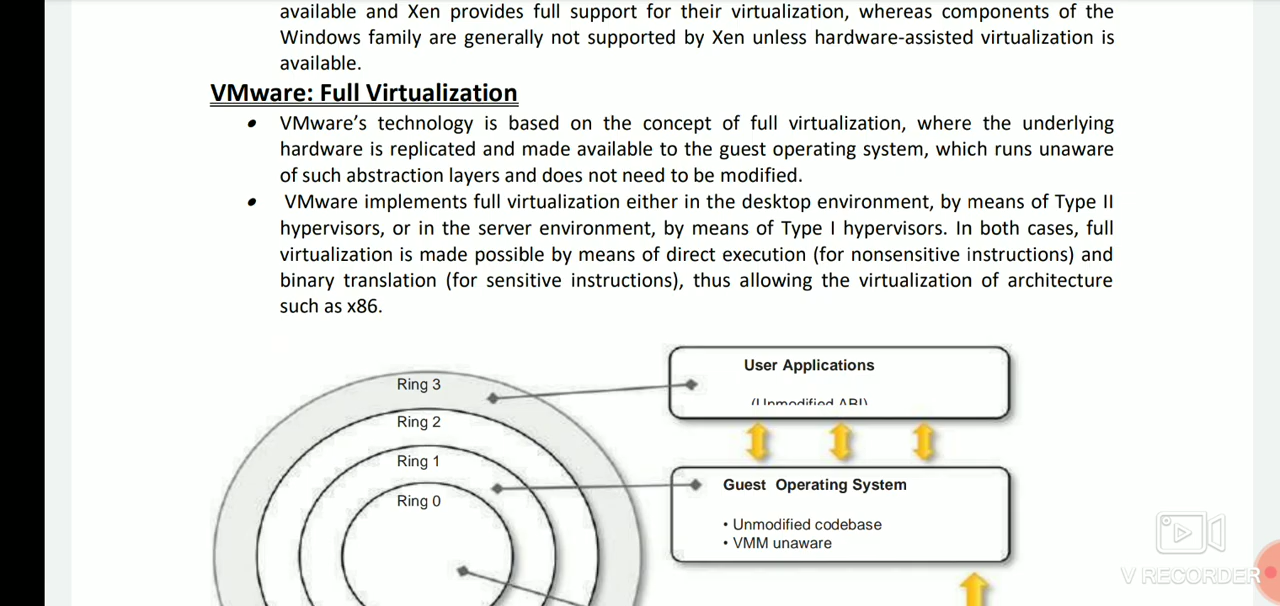 available and Xen provides full support for their virtualization, whereas components of the
Windows family are generally not supported by Xen unless hardware-assisted virtualization is
available.
VMware: Full Virtualization
• VMware’s technology is based on the concept of full virtualization, where the underlying
hardware is replicated and made available to the guest operating system, which runs unaware
of such abstraction layers and does not need to be modified.
• VMware implements full virtualization either in the desktop environment, by means of Type II
hypervisors, or in the server environment, by means of Type I hypervisors. In both cases, full
virtualization is made possible by means of direct execution (for nonsensitive instructions) and
binary translation (for sensitive instructions), thus allowing the virtualization of architecture
such as x86.
Ring 3
Ring 2
Ring 1
Ring 0
User Applications
(Unmodified ABI)
Guest Operating System
• Unmodified codebase
• VMM unaware
V RECORDER